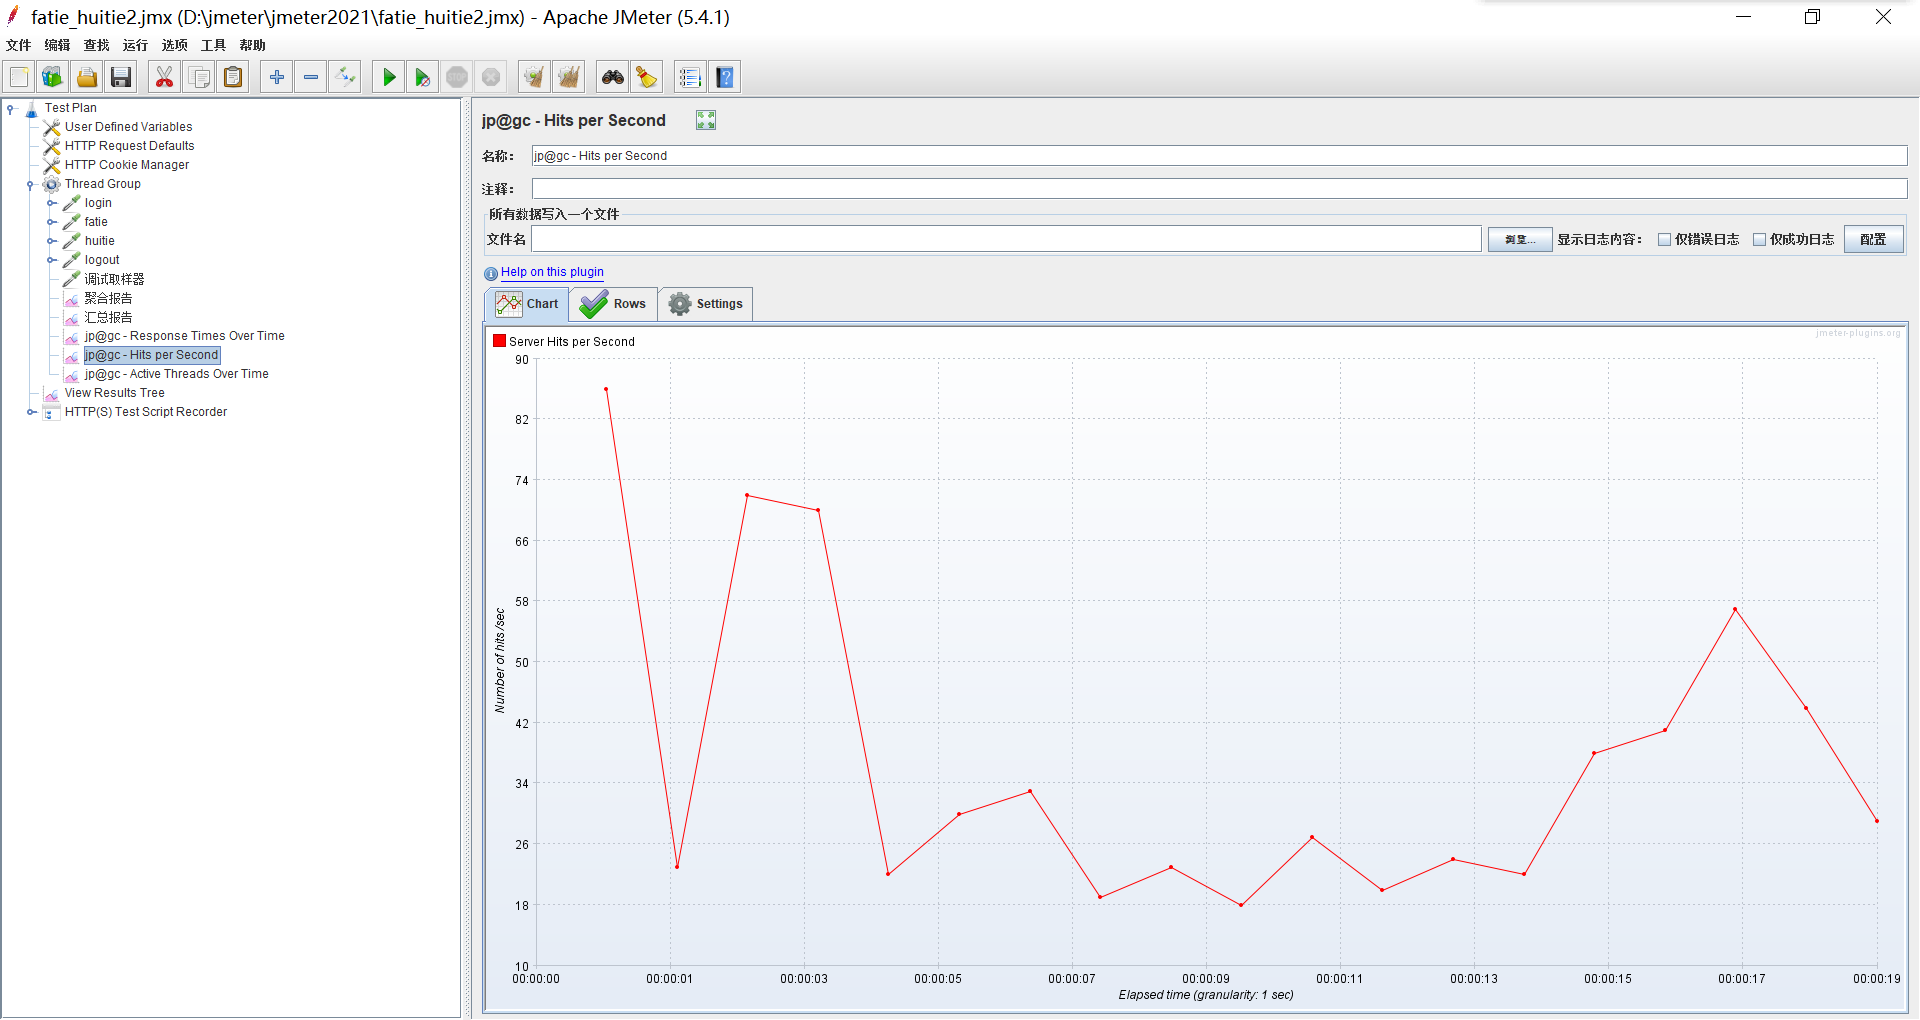 fatie_huitie2.jmx (D:\jmeter\jmeter2021\fatie_huitie2.jmx) - Apache JMeter (5.4.1)
文件 编辑 查找 运行 选项 工具 帮助
STOP
Test Plan
User Defined Variables
HTTP Request Defaults
HTTP Cookie Manager
Thread Group
login
fatie
huitie
logout
调试取样器
聚合报告
汇总报告
jp@gc - Response Times Over Time
jp@gc - Hits per Second
jp@gc - Active Threads Over Time
View Results Tree
HTTP(S) Test Script Recorder
jp@gc - Hits per Second
名称： jp@gc - Hits per Second
注释：
所有数据写入一个文件
文件名 浏览... 显示日志内容： 仅错误日志 仅成功日志 配置
Help on this plugin
Chart Rows Settings
Server Hits per Second
jmeter-plugins.org
90
82
74
66
58
50
42
34
26
18
10
Number of hits /sec
00:00:00 00:00:01 00:00:03 00:00:05 00:00:07 00:00:09 00:00:11 00:00:13 00:00:15 00:00:17 00:00:19
Elapsed time (granularity: 1 sec)